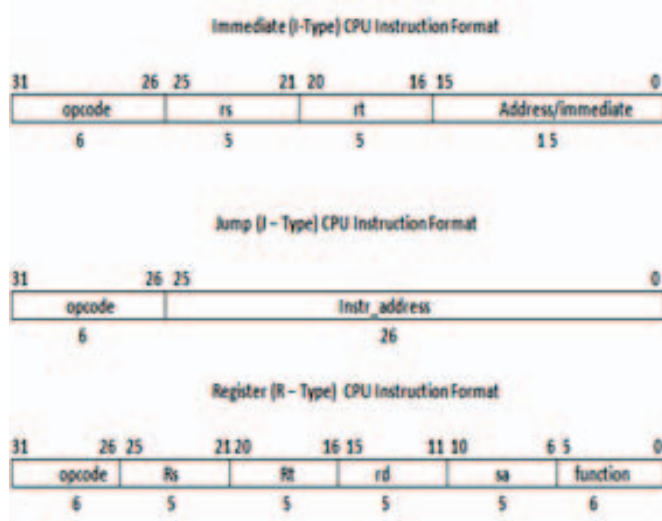 Immediate (I-Type) CPU Instruction Format
31 26 25 21 20 16 15 0
opcode rs rt Address/immediate
6 5 5 1 5
Jump (J - Type) CPU Instruction Format
31 26 25 0
opcode Instr_address
6 26
Register (R - Type) CPU Instruction Format
31 26 25 21 20 16 15 11 10 6 5 0
opcode Rs Rt rd sa function
6 5 5 5 5 6